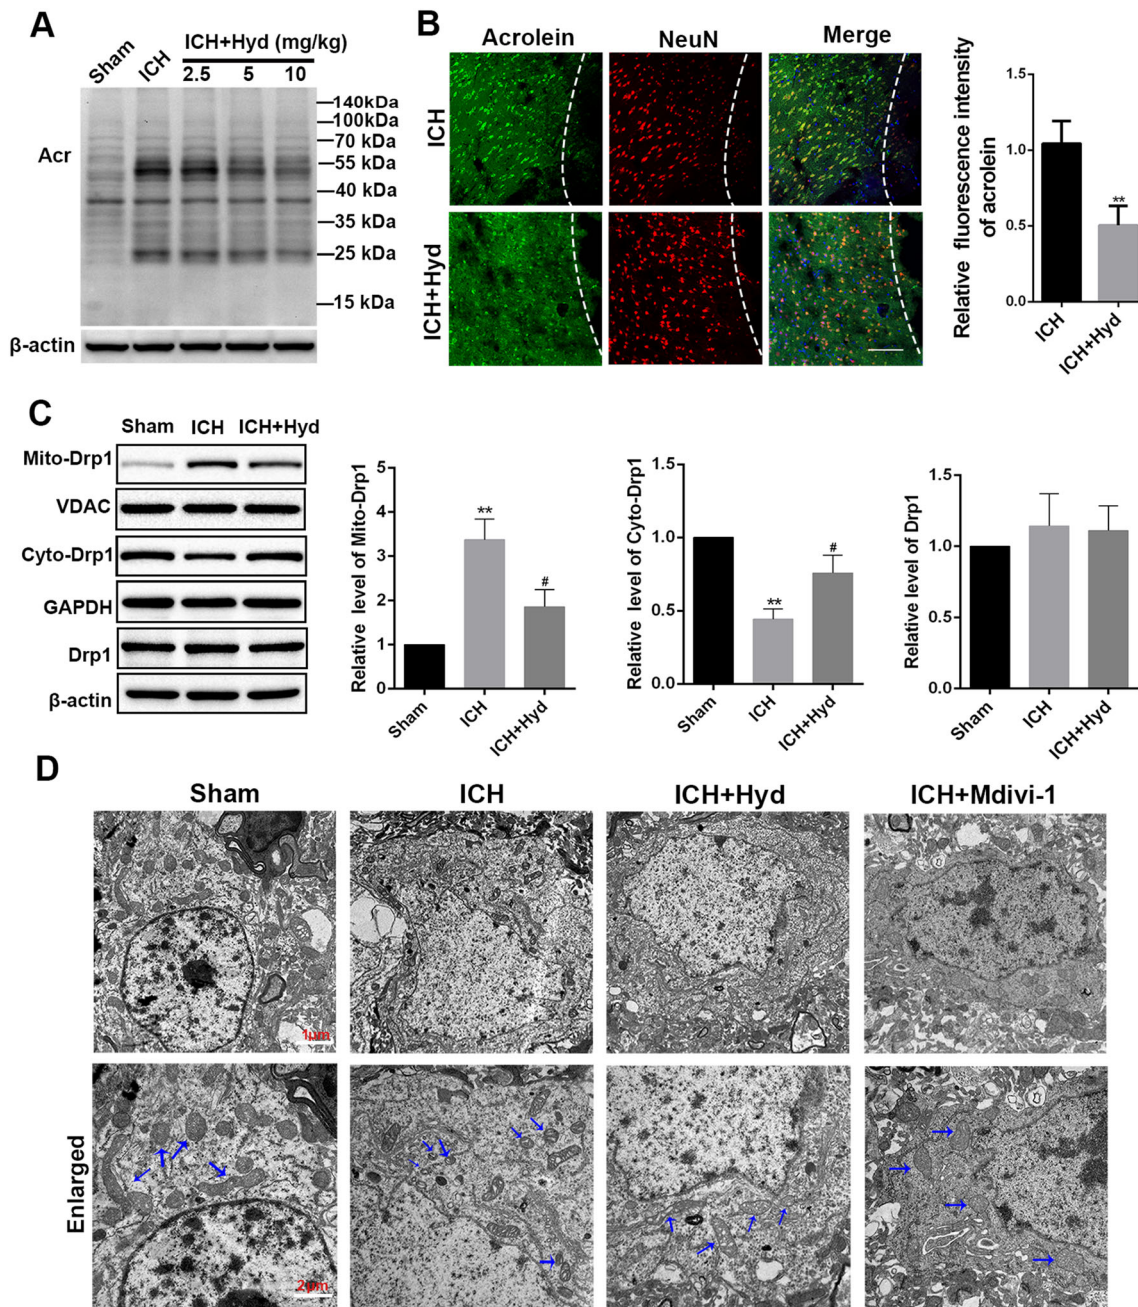 A
Sham
ICH
ICH+Hyd (mg/kg)
2.5 5 10
Acr
140kDa
100kDa
70 kDa
55 kDa
40 kDa
35 kDa
25 kDa
15 kDa
β-actin
B
Acrolein NeuN Merge
ICH
ICH+Hyd
Relative fluorescence intensity
of acrolein
1.5
1.0
0.5
0.0
**
ICH
ICH+Hyd
C
Sham ICH ICH+Hyd
Mito-Drp1
VDAC
Cyto-Drp1
GAPDH
Drp1
β-actin
Relative level of Mito-Drp1
5
4
3
2
1
0
**
#
Sham
ICH
ICH+Hyd
Relative level of Cyto-Drp1
1.5
1.0
0.5
0.0
**
#
Sham
ICH
ICH+Hyd
Relative level of Drp1
1.5
1.0
0.5
0.0
Sham
ICH
ICH+Hyd
D
Sham ICH ICH+Hyd ICH+Mdivi-1
1μm
Enlarged
2μm